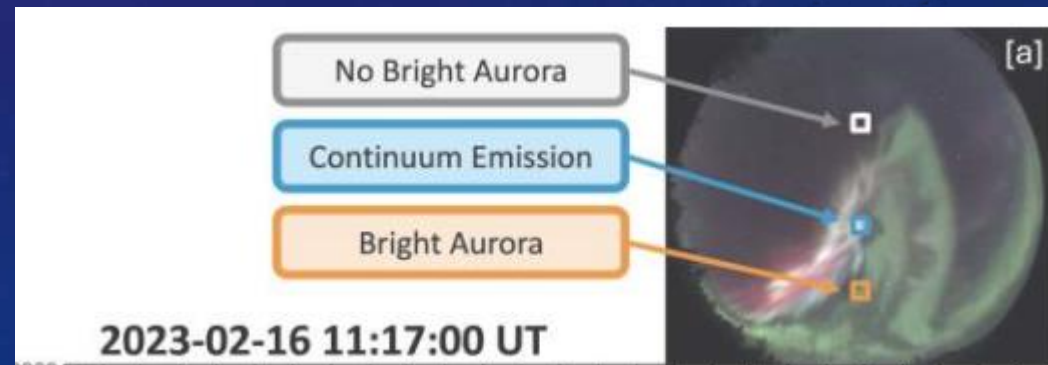 No Bright Aurora
[a]
Continuum Emission
Bright Aurora
2023-02-16 11:17:00 UT